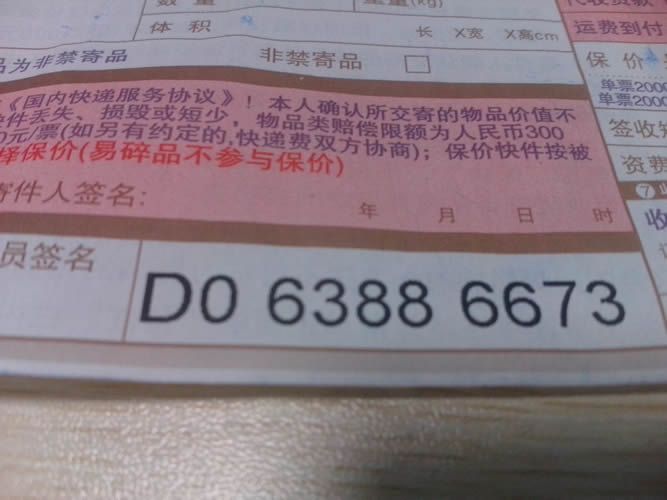 数量 重量(kg)
体积 长 X宽 X高cm
品为非禁寄品 非禁寄品
《国内快递服务协议》！本人确认所交寄的物品价值不
件丢失、损毁或短少，物品类赔偿限额为人民币300
0元/票(如另有约定的,快递费双方协商)；保价快件按被
择保价(易碎品不参与保价)
寄件人签名:
年 月 日 时
员签名
D0 6388 6673
代收货款
运费到付
保价
单票2000
单票2000
签收
资费
7
收